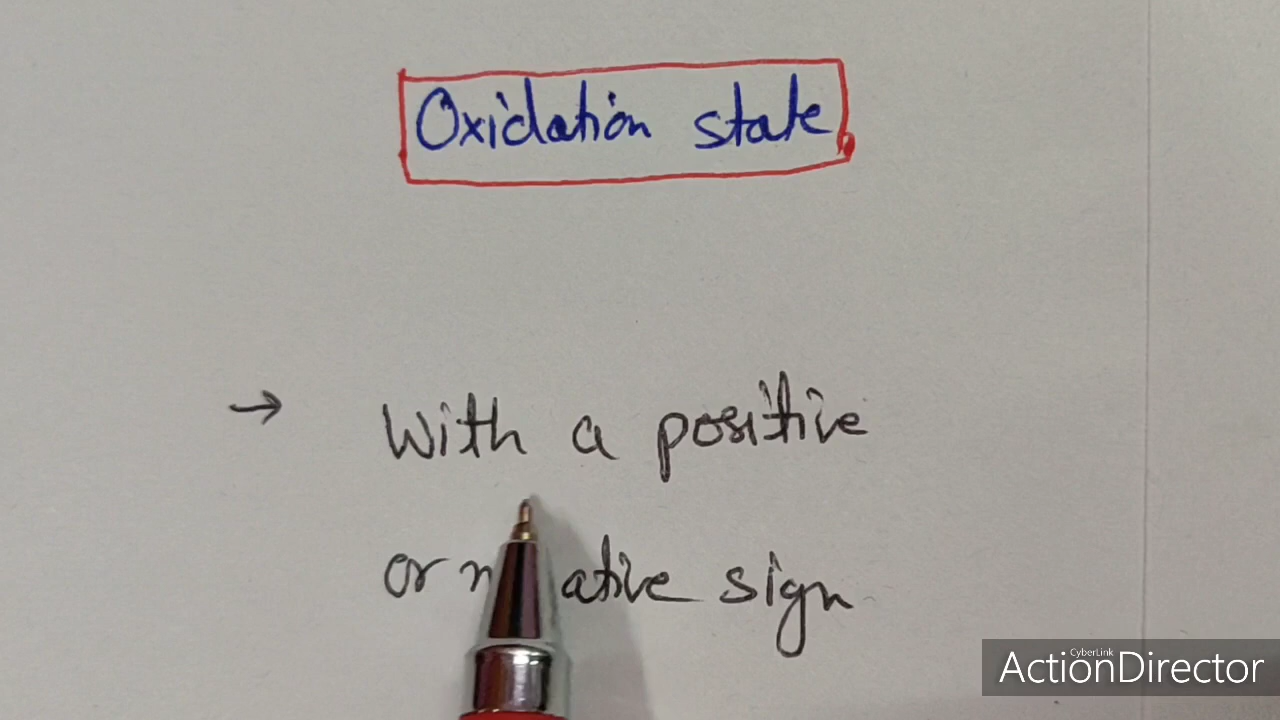 Oxidation state
→ With a positive
or sign
CyberLink
ActionDirector